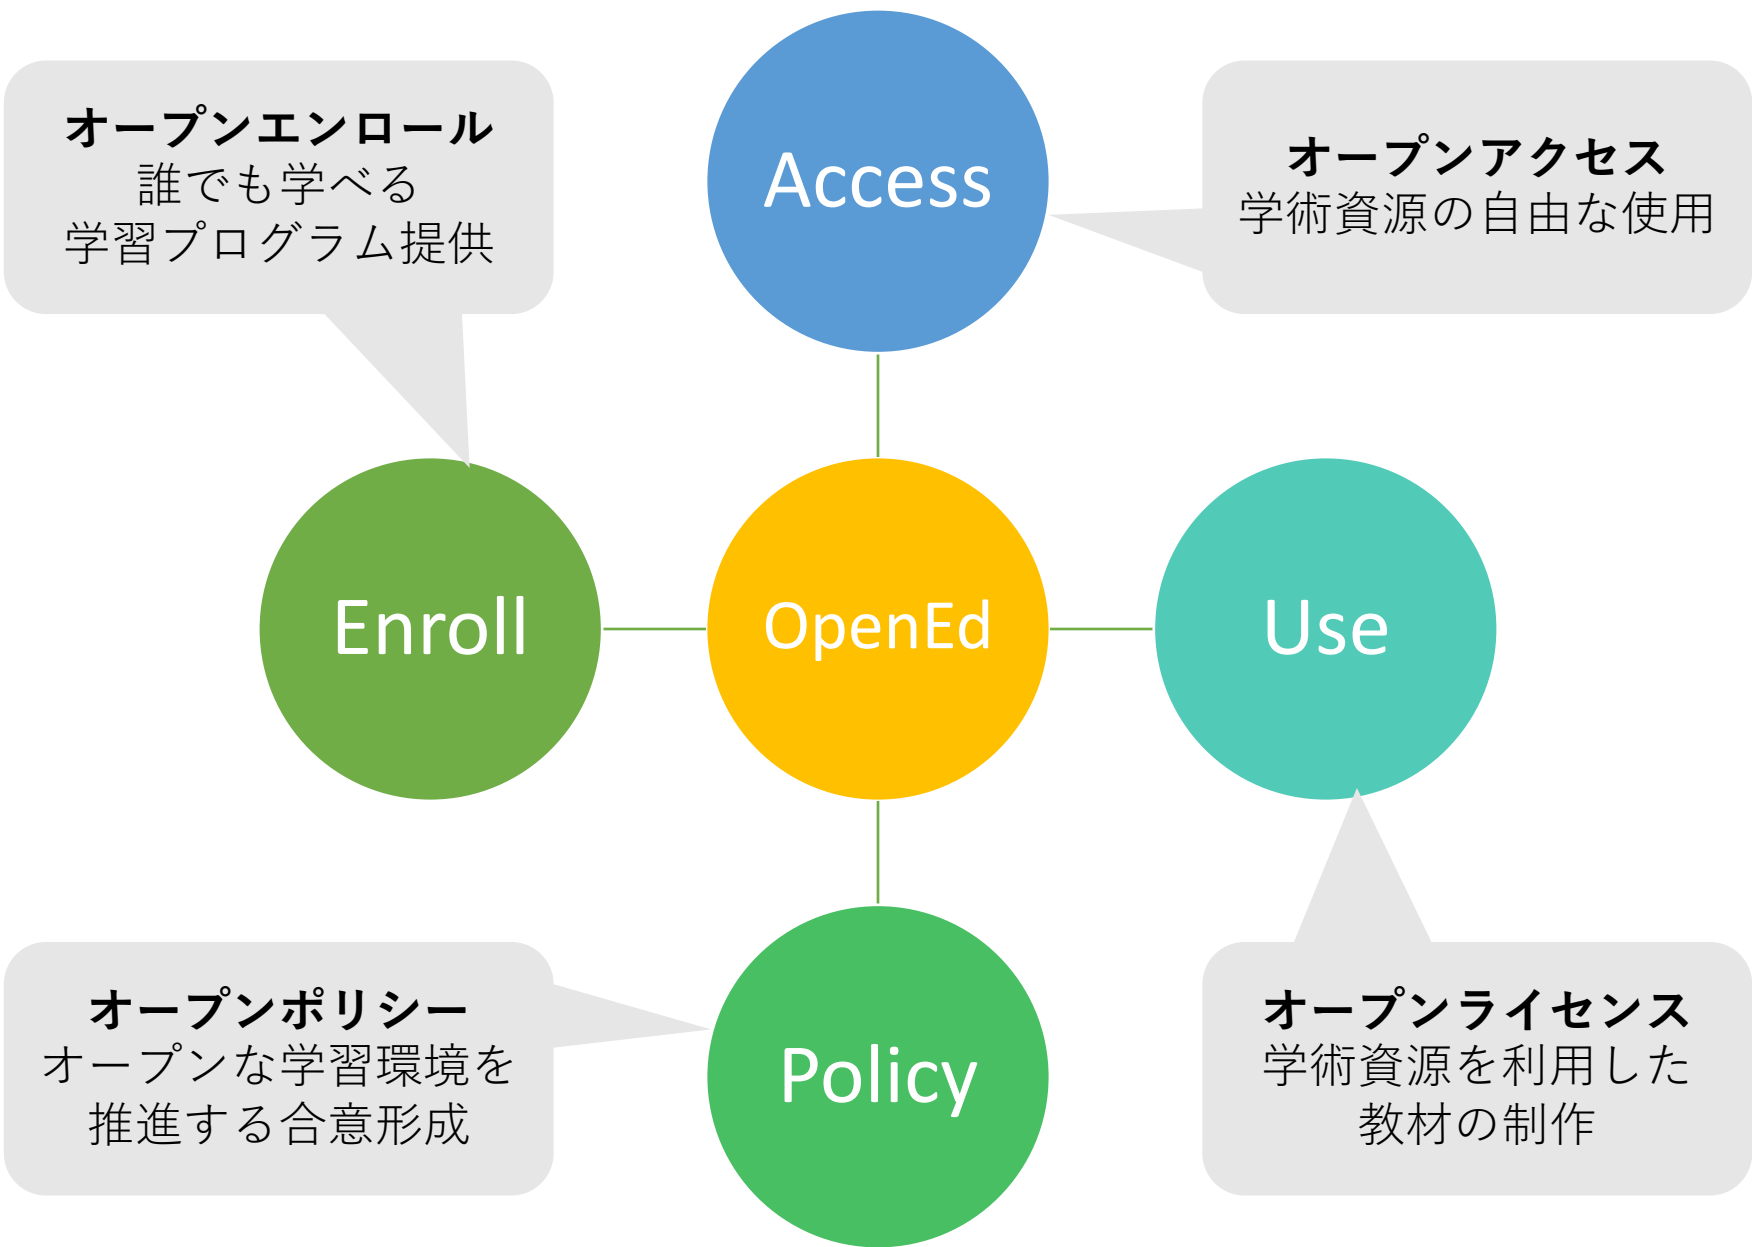 オープンエンロール
誰でも学べる
学習プログラム提供
Access
オープンアクセス
学術資源の自由な使用
Enroll
OpenEd
Use
オープンポリシー
オープンな学習環境を
推進する合意形成
Policy
オープンライセンス
学術資源を利用した
教材の制作